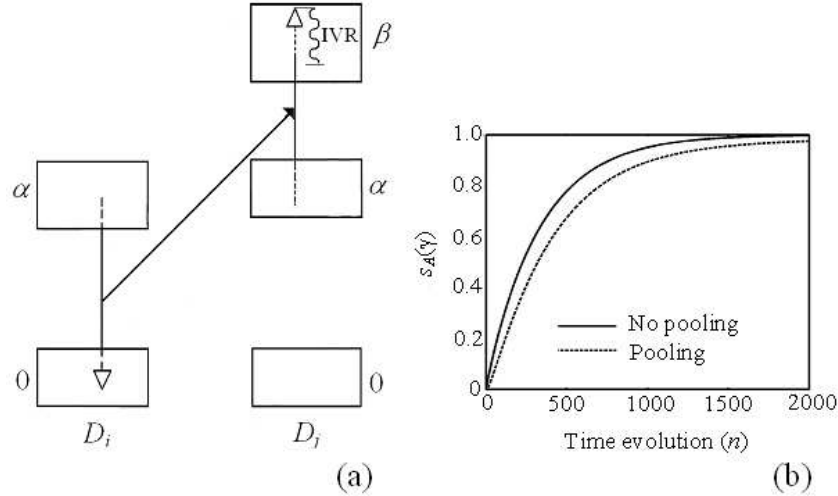 IVR
β
α
α
0
0
D_i
D_j
(a)
1.0
0.8
0.6
0.4
0.2
0
s_A(γ)
No pooling
Pooling
0
500
1000
1500
2000
Time evolution (n)
(b)